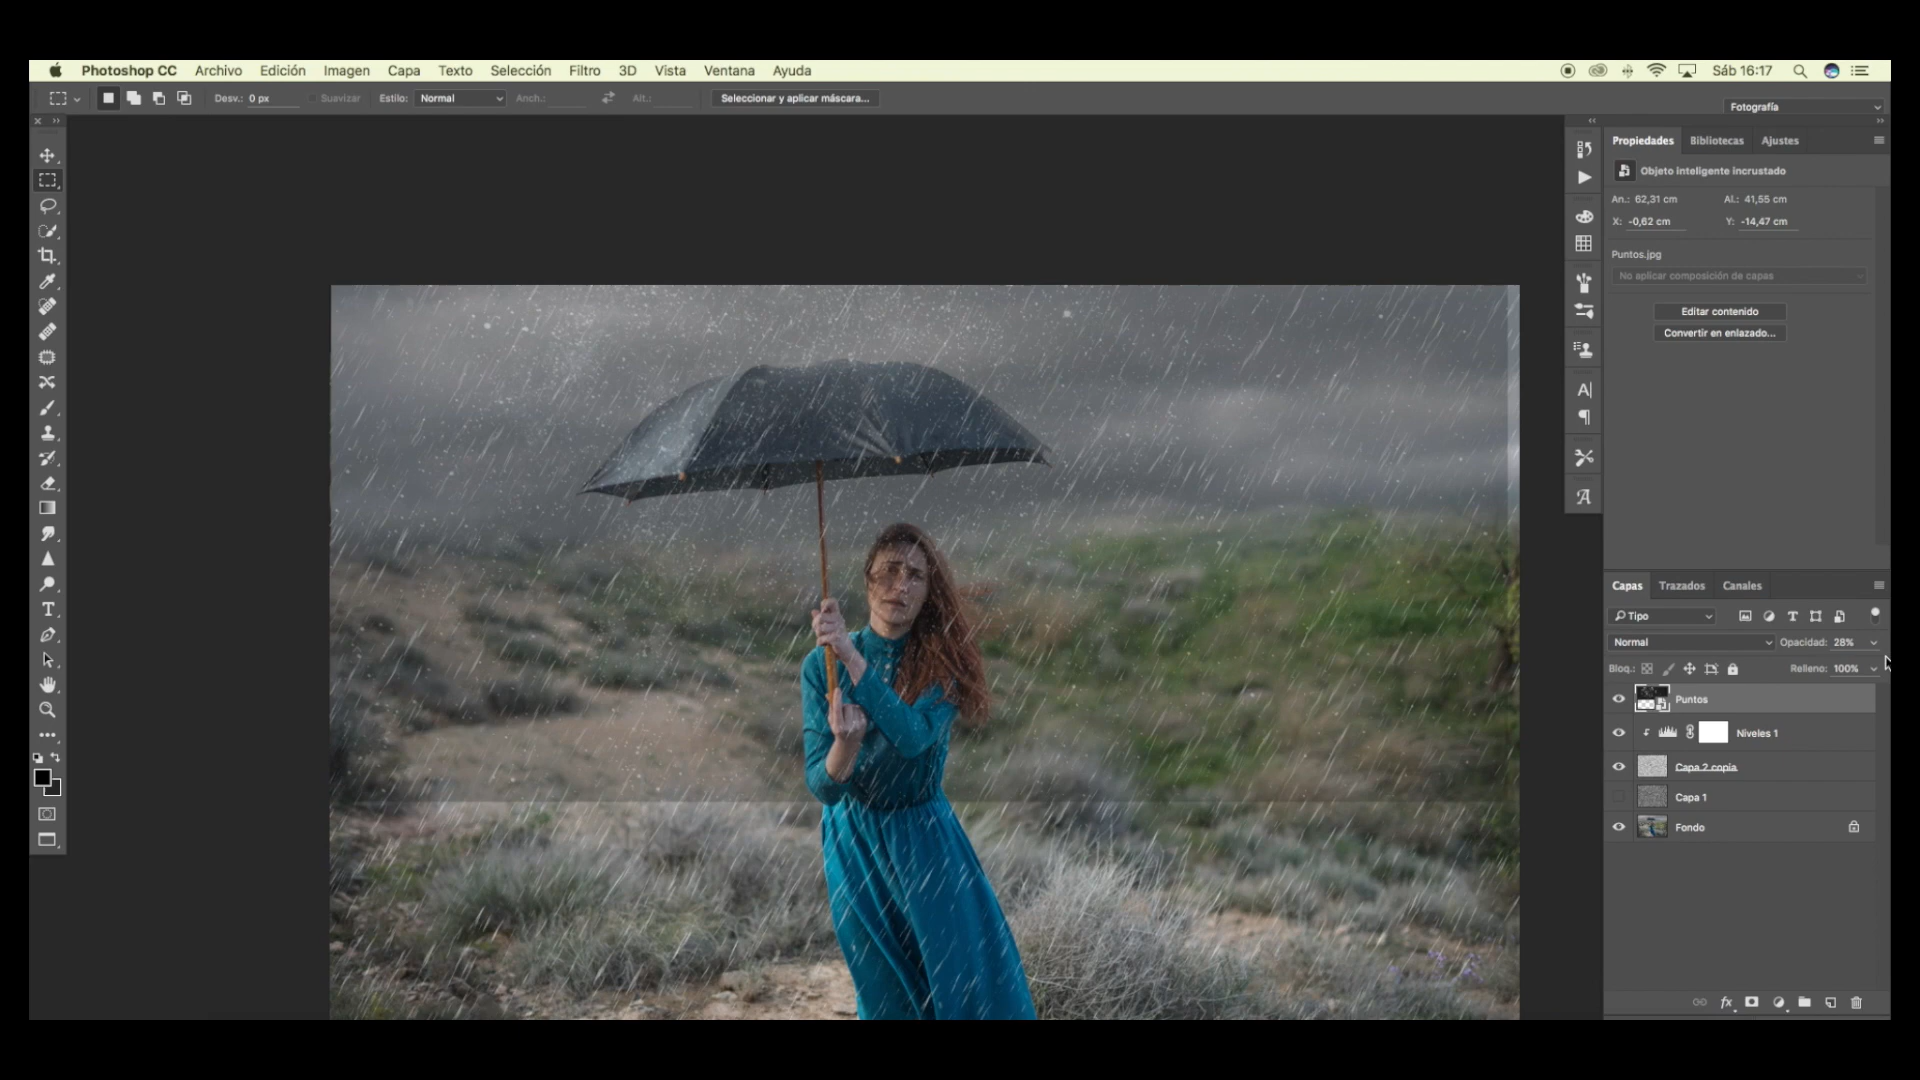 Photoshop CC Archivo Edición Imagen Capa Texto Selección Filtro 3D Vista Ventana Ayuda Sáb 16:17
Desv.: 0 px Suavizar Estilo: Normal Anch.: Alt.: Seleccionar y aplicar máscara...
Fotografía
Propiedades Bibliotecas Ajustes
Objeto inteligente incrustado
An.: 62,31 cm Al.: 41,55 cm
X: -0,62 cm Y: -14,47 cm
Puntos.jpg
No aplicar composición de capas
Editar contenido
Convertir en enlazado...
Capas Trazados Canales
Tipo
Normal Opacidad: 28%
Bloq.: Relleno: 100%
Puntos
Niveles 1
Capa 2 copia
Capa 1
Fondo